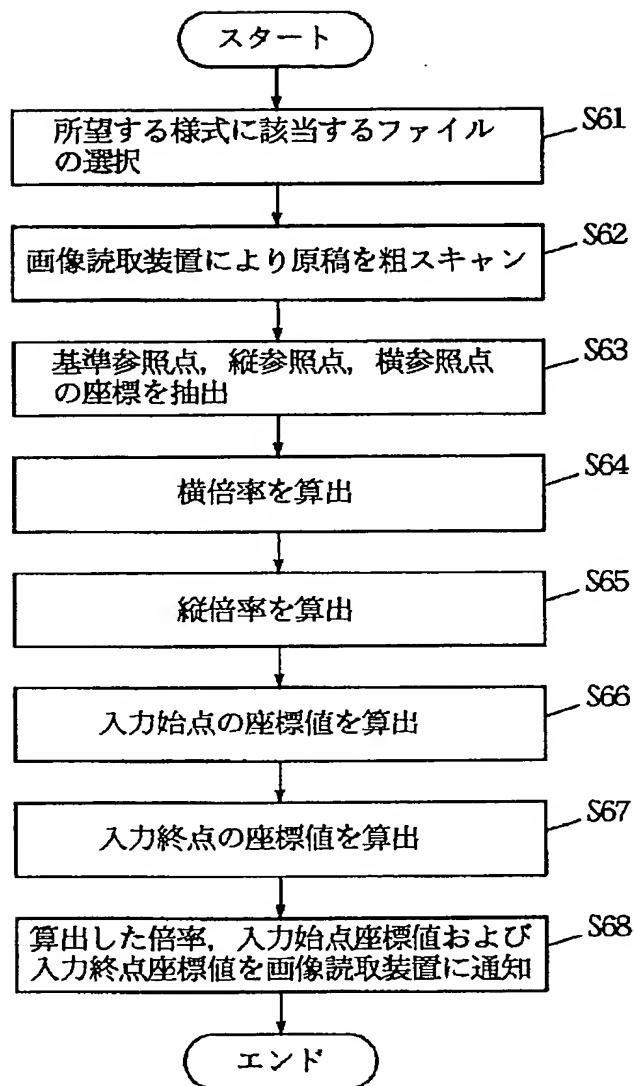 スタート
所望する様式に該当するファイル
の選択
S61
画像読取装置により原稿を粗スキャン
S62
基準参照点，縦参照点，横参照点
の座標を抽出
S63
横倍率を算出
S64
縦倍率を算出
S65
入力始点の座標値を算出
S66
入力終点の座標値を算出
S67
算出した倍率，入力始点座標値および
入力終点座標値を画像読取装置に通知
S68
エンド